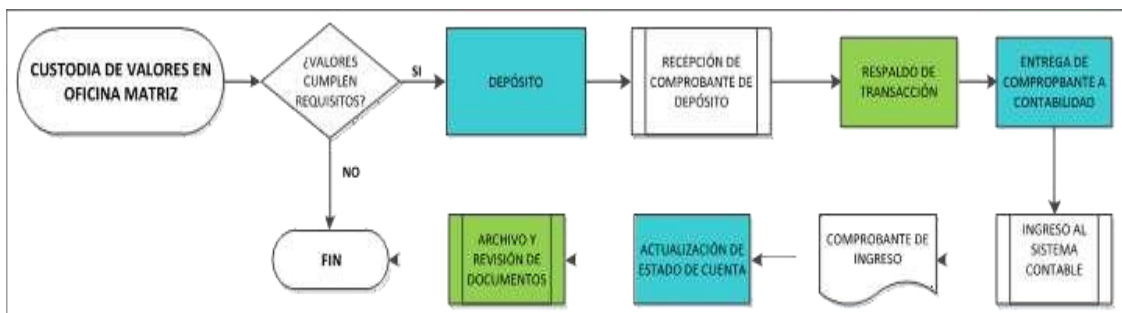 CUSTODIA DE VALORES EN
OFICINA MATRIZ
¿VALORES
CUMPLEN
REQUISITOS?
SI
DEPÓSITO
RECEPCIÓN DE
COMPROBANTE DE
DEPÓSITO
RESPALDO DE
TRANSACCIÓN
ENTREGA DE
COMPROPBANTE A
CONTABILIDAD
NO
FIN
ARCHIVO Y
REVISIÓN DE
DOCUMENTOS
ACTUALIZACIÓN DE
ESTADO DE CUENTA
COMPROBANTE DE
INGRESO
INGRESO AL
SISTEMA
CONTABLE